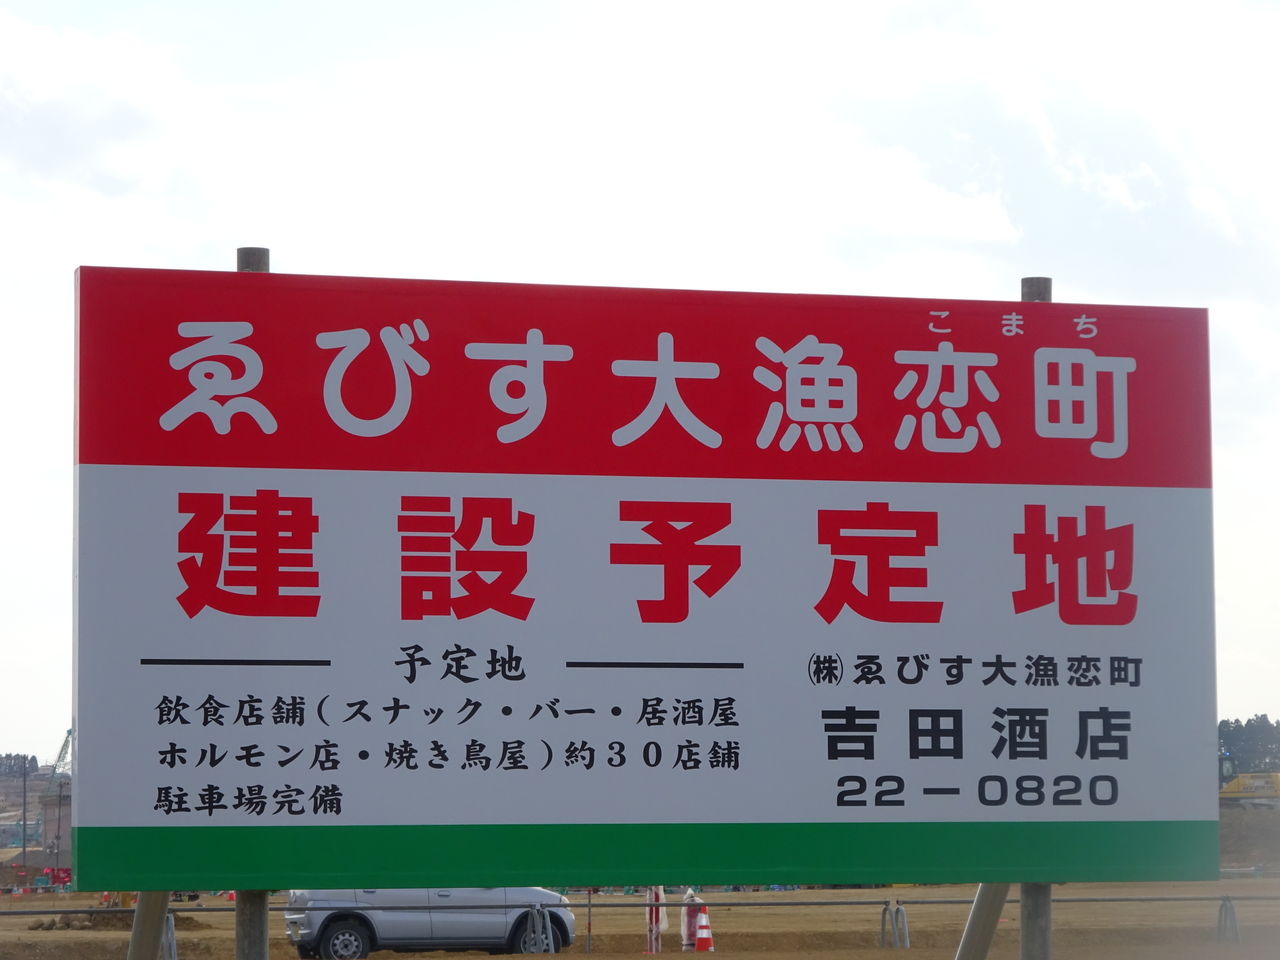 こまち
ゑびす大漁恋町
建設予定地
予定地
飲食店舗(スナック・バー・居酒屋
ホルモン店・焼き鳥屋)約30店舗
駐車場完備
㈱ゑびす大漁恋町
吉田酒店
22－0820